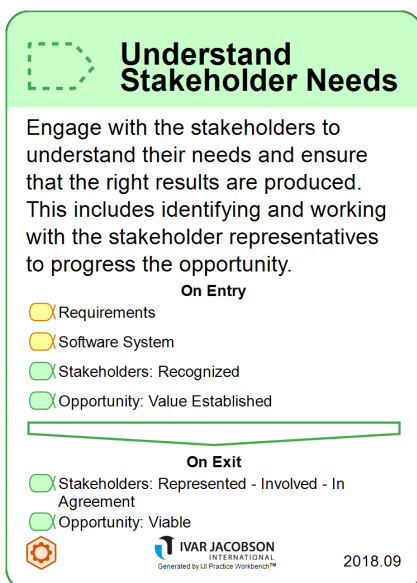 Understand
Stakeholder Needs
Engage with the stakeholders to
understand their needs and ensure
that the right results are produced.
This includes identifying and working
with the stakeholder representatives
to progress the opportunity.
On Entry
Requirements
Software System
Stakeholders: Recognized
Opportunity: Value Established
On Exit
Stakeholders: Represented - Involved - In
Agreement
Opportunity: Viable
IVAR JACOBSON
INTERNATIONAL
Generated by IJI Practice Workbench™
2018.09